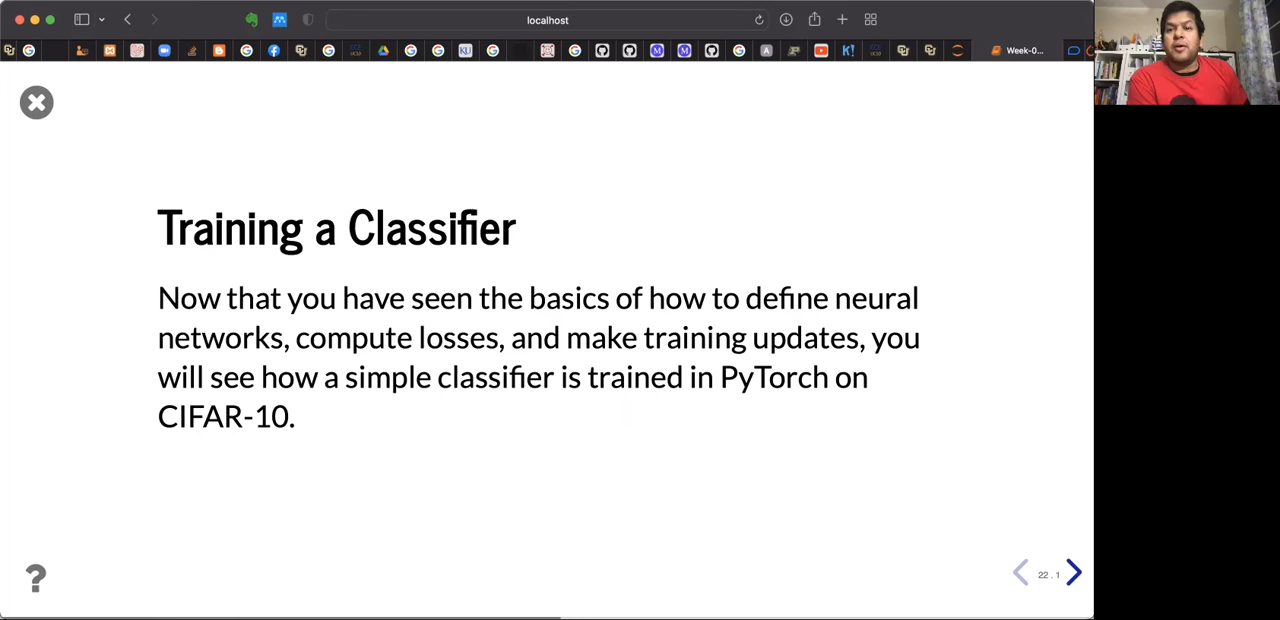 localhost
Week-0...
Training a Classifier
Now that you have seen the basics of how to define neural
networks, compute losses, and make training updates, you
will see how a simple classifier is trained in PyTorch on
CIFAR-10.
?
22 . 1